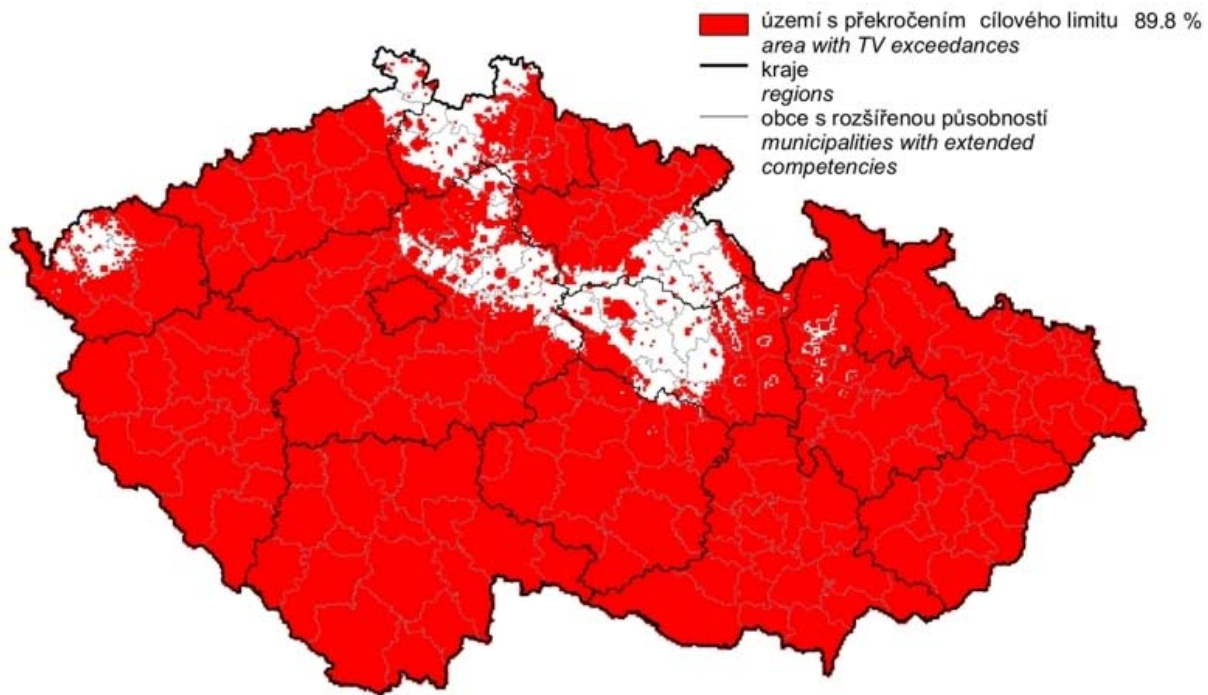 území s překročením cílového limitu 89.8 %
area with TV exceedances
kraje
regions
obce s rozšířenou působností
municipalities with extended
competencies